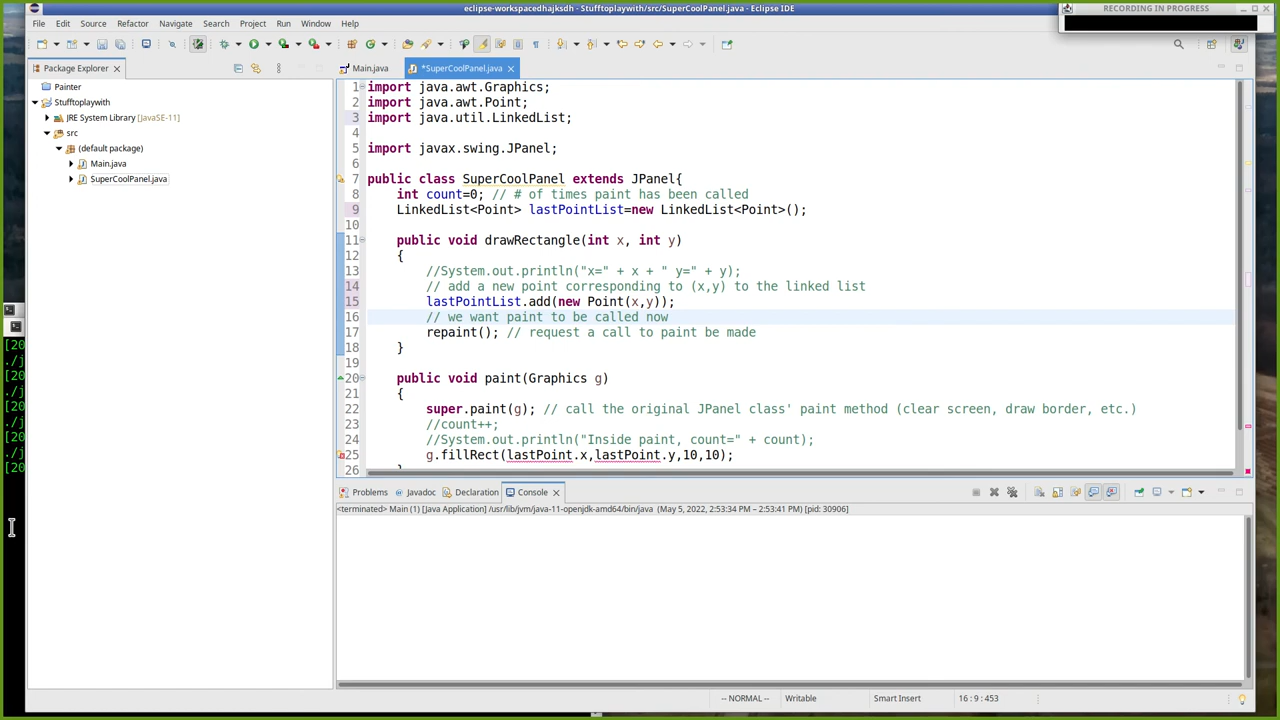 eclipse-workspacedhajksdh - Stufftoplaywith/src/SuperCoolPanel.java - Eclipse IDE
RECORDING IN PROGRESS
File Edit Source Refactor Navigate Search Project Run Window Help
Package Explorer
Main.java
*SuperCoolPanel.java
Painter
Stufftoplaywith
JRE System Library [JavaSE-11]
src
(default package)
Main.java
SuperCoolPanel.java
1 import java.awt.Graphics;
2 import java.awt.Point;
3 import java.util.LinkedList;
4
5 import javax.swing.JPanel;
6
7 public class SuperCoolPanel extends JPanel{
8 int count=0; // # of times paint has been called
9 LinkedList<Point> lastPointList=new LinkedList<Point>();
10
11 public void drawRectangle(int x, int y)
12 {
13 //System.out.println("x=" + x + " y=" + y);
14 // add a new point corresponding to (x,y) to the linked list
15 lastPointList.add(new Point(x,y));
16 // we want paint to be called now
17 repaint(); // request a call to paint be made
18 }
19
20 public void paint(Graphics g)
21 {
22 super.paint(g); // call the original JPanel class' paint method (clear screen, draw border, etc.)
23 //count++;
24 //System.out.println("Inside paint, count=" + count);
25 g.fillRect(lastPoint.x,lastPoint.y,10,10);
26
[20
./j
[20
./j
[20
./j
[20
./j
[20
Problems Javadoc Declaration Console
<terminated> Main (1) [Java Application] /usr/lib/jvm/java-11-openjdk-amd64/bin/java (May 5, 2022, 2:53:34 PM – 2:53:41 PM) [pid: 30906]
-- NORMAL -- Writable Smart Insert 16 : 9 : 453